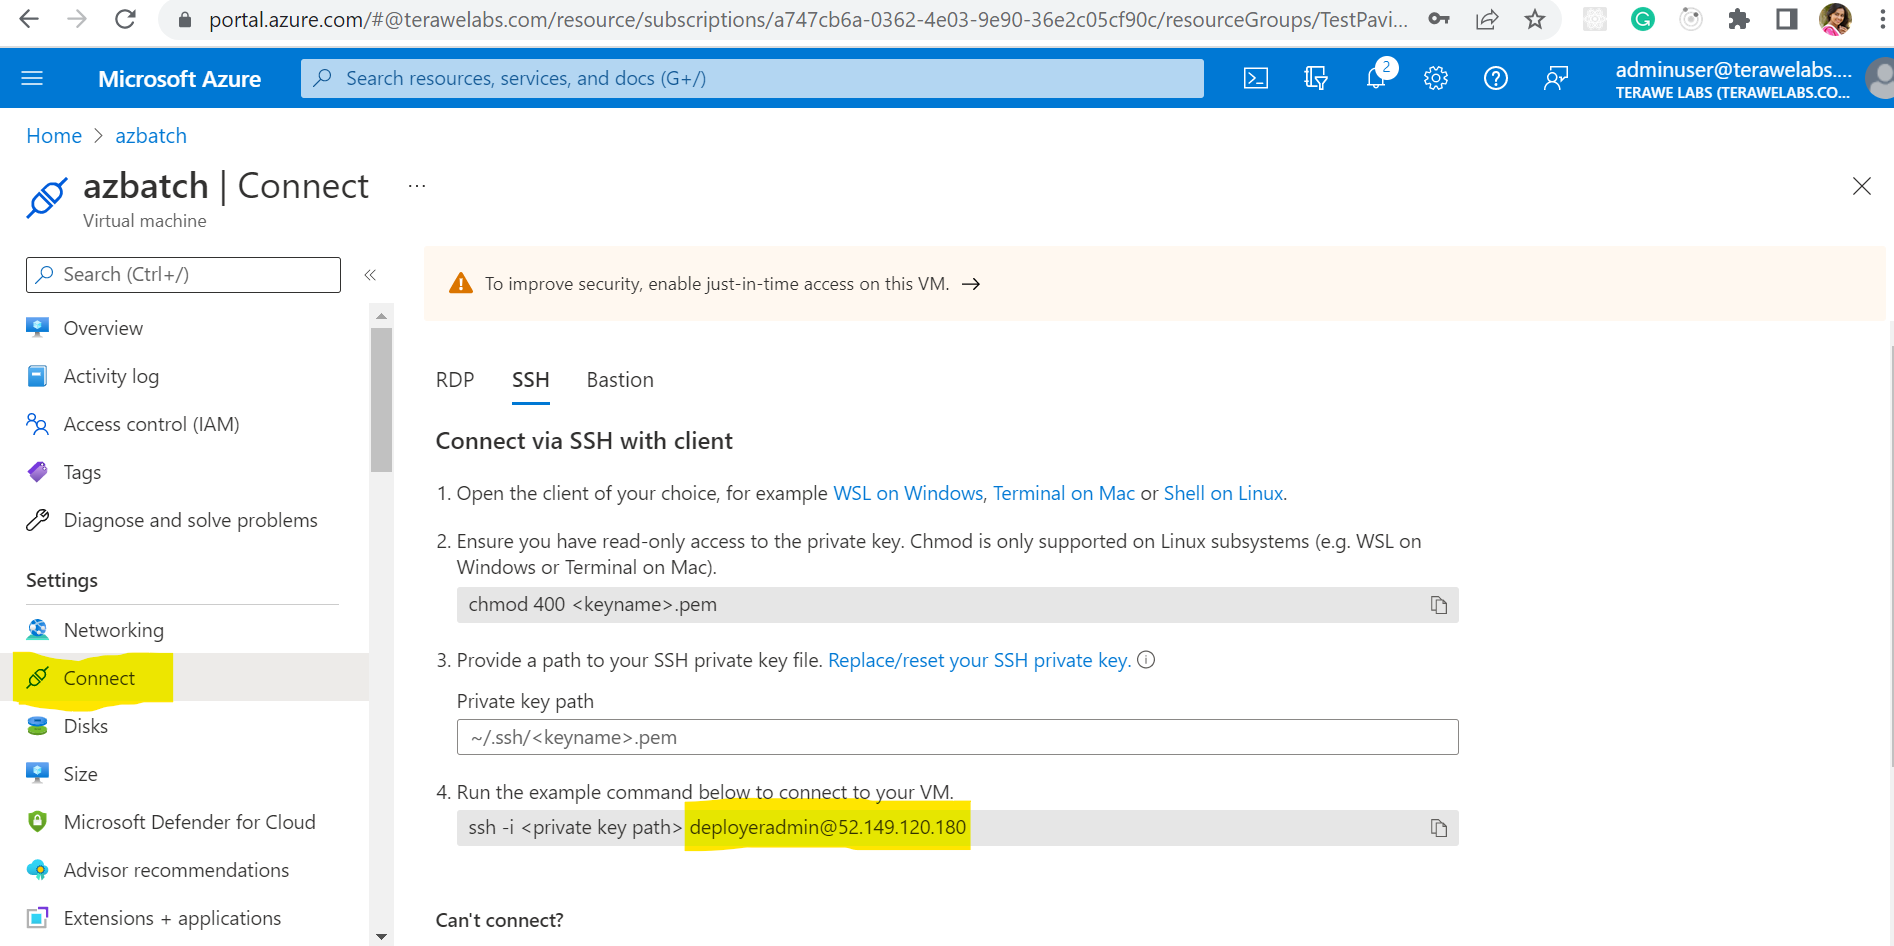 portal.azure.com/#@terawelabs.com/resource/subscriptions/a747cb6a-0362-4e03-9e90-36e2c05cf90c/resourceGroups/TestPavi...
Microsoft Azure
Search resources, services, and docs (G+/)
2
adminuser@terawelabs....
TERAWE LABS (TERAWELABS.CO...
Home > azbatch
azbatch | Connect ...
Virtual machine
Search (Ctrl+/)
«
Overview
Activity log
Access control (IAM)
Tags
Diagnose and solve problems
Settings
Networking
Connect
Disks
Size
Microsoft Defender for Cloud
Advisor recommendations
Extensions + applications
To improve security, enable just-in-time access on this VM. →
RDP SSH Bastion
Connect via SSH with client
1. Open the client of your choice, for example WSL on Windows, Terminal on Mac or Shell on Linux.
2. Ensure you have read-only access to the private key. Chmod is only supported on Linux subsystems (e.g. WSL on
Windows or Terminal on Mac).
chmod 400 <keyname>.pem
3. Provide a path to your SSH private key file. Replace/reset your SSH private key.
Private key path
~/.ssh/<keyname>.pem
4. Run the example command below to connect to your VM.
ssh -i <private key path> deployeradmin@52.149.120.180
Can't connect?